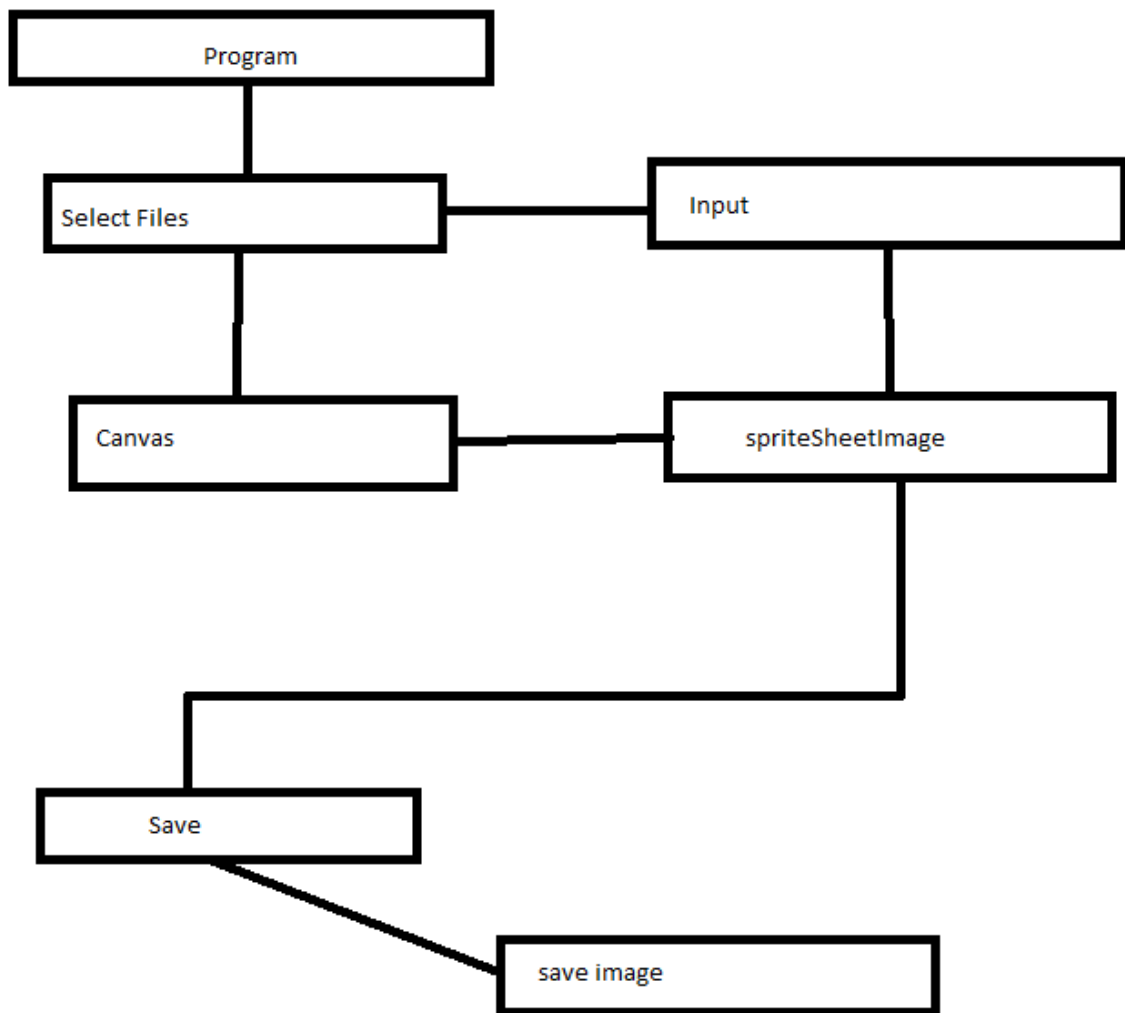 Program
Select Files
Input
Canvas
spriteSheetImage
Save
save image